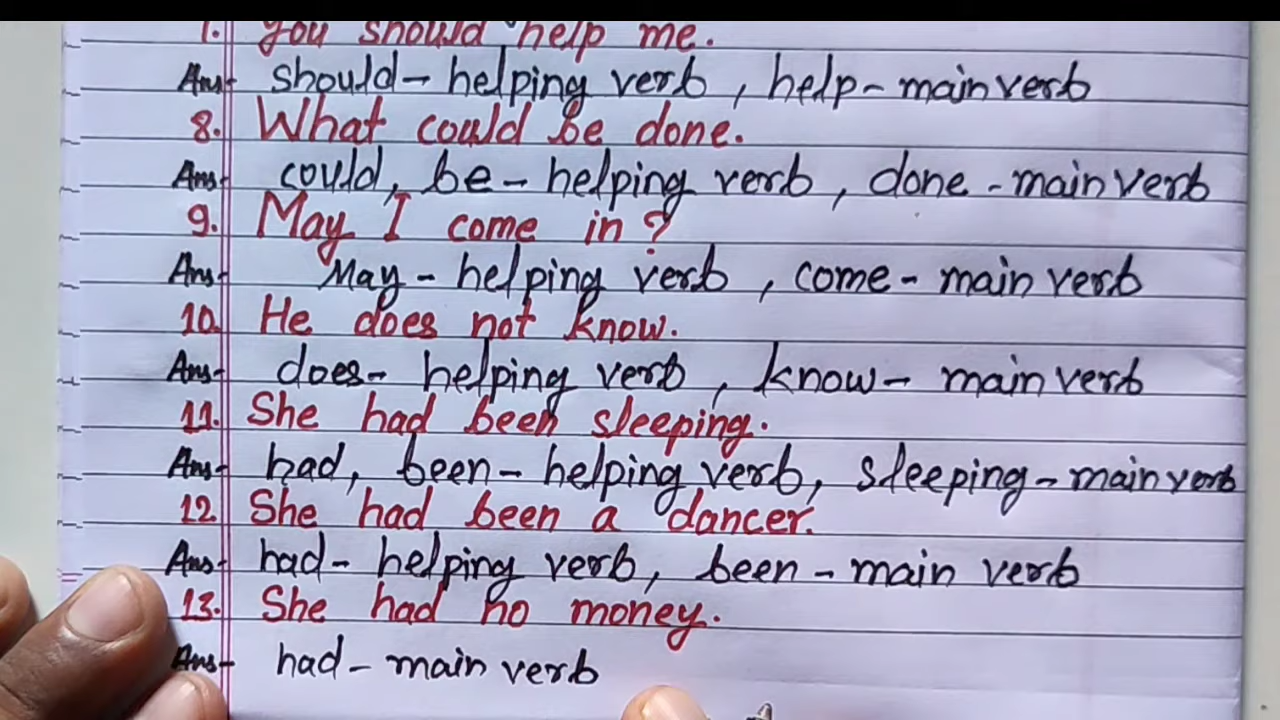 7. you should help me.
Ans- should- helping verb, help- main verb
8. What could be done.
Ans- could, be- helping verb, done -main verb
9. May I come in?
Ans- May- helping verb, come- main verb
10. He does not know.
Ans- does- helping verb, know- main verb
11. She had been sleeping.
Ans- had, been- helping verb, sleeping- main verb
12. She had been a dancer.
Ans- had- helping verb, been- main verb
13. She had no money.
Ans- had- main verb